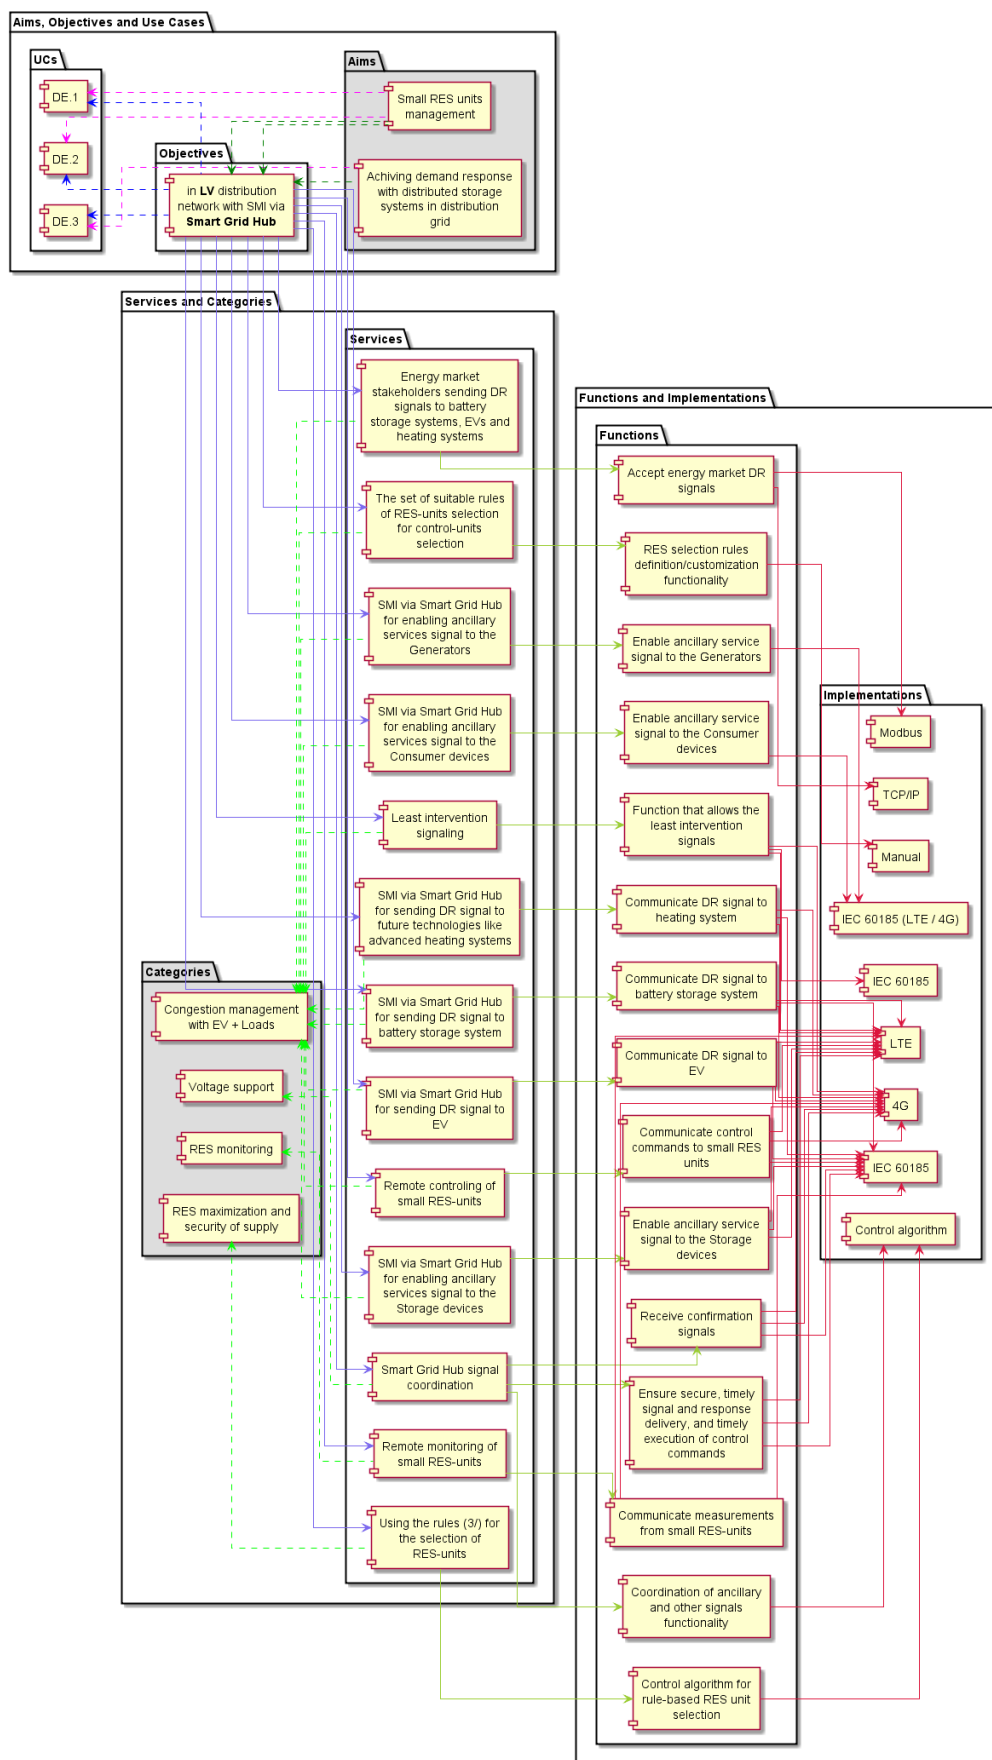 Aims, Objectives and Use Cases
UCs
DE.1
DE.2
DE.3
Aims
Small RES units
management
Achiving demand response
with distributed storage
systems in distribution
grid
Objectives
in LV distribution
network with SMI via
Smart Grid Hub
Services and Categories
Services
Energy market
stakeholders sending DR
signals to battery
storage systems, EVs and
heating systems
The set of suitable rules
of RES-units selection
for control-units
selection
SMI via Smart Grid Hub
for enabling ancillary
services signal to the
Generators
SMI via Smart Grid Hub
for enabling ancillary
services signal to the
Consumer devices
Least intervention
signaling
SMI via Smart Grid Hub
for sending DR signal to
future technologies like
advanced heating systems
SMI via Smart Grid Hub
for sending DR signal to
battery storage system
SMI via Smart Grid Hub
for sending DR signal to
EV
Remote controling of
small RES-units
SMI via Smart Grid Hub
for enabling ancillary
services signal to the
Storage devices
Smart Grid Hub signal
coordination
Remote monitoring of
small RES-units
Using the rules (3/) for
the selection of
RES-units
Categories
Congestion management
with EV + Loads
Voltage support
RES monitoring
RES maximization and
security of supply
Functions and Implementations
Functions
Accept energy market DR
signals
RES selection rules
definition/customization
functionality
Enable ancillary service
signal to the Generators
Enable ancillary service
signal to the Consumer
devices
Function that allows the
least intervention
signals
Communicate DR signal to
heating system
Communicate DR signal to
battery storage system
Communicate DR signal to
EV
Communicate control
commands to small RES
units
Enable ancillary service
signal to the Storage
devices
Receive confirmation
signals
Ensure secure, timely
signal and response
delivery, and timely
execution of control
commands
Communicate measurements
from small RES-units
Coordination of ancillary
and other signals
functionality
Control algorithm for
rule-based RES unit
selection
Implementations
Modbus
TCP/IP
Manual
IEC 60185 (LTE / 4G)
IEC 60185
LTE
4G
IEC 60185
Control algorithm